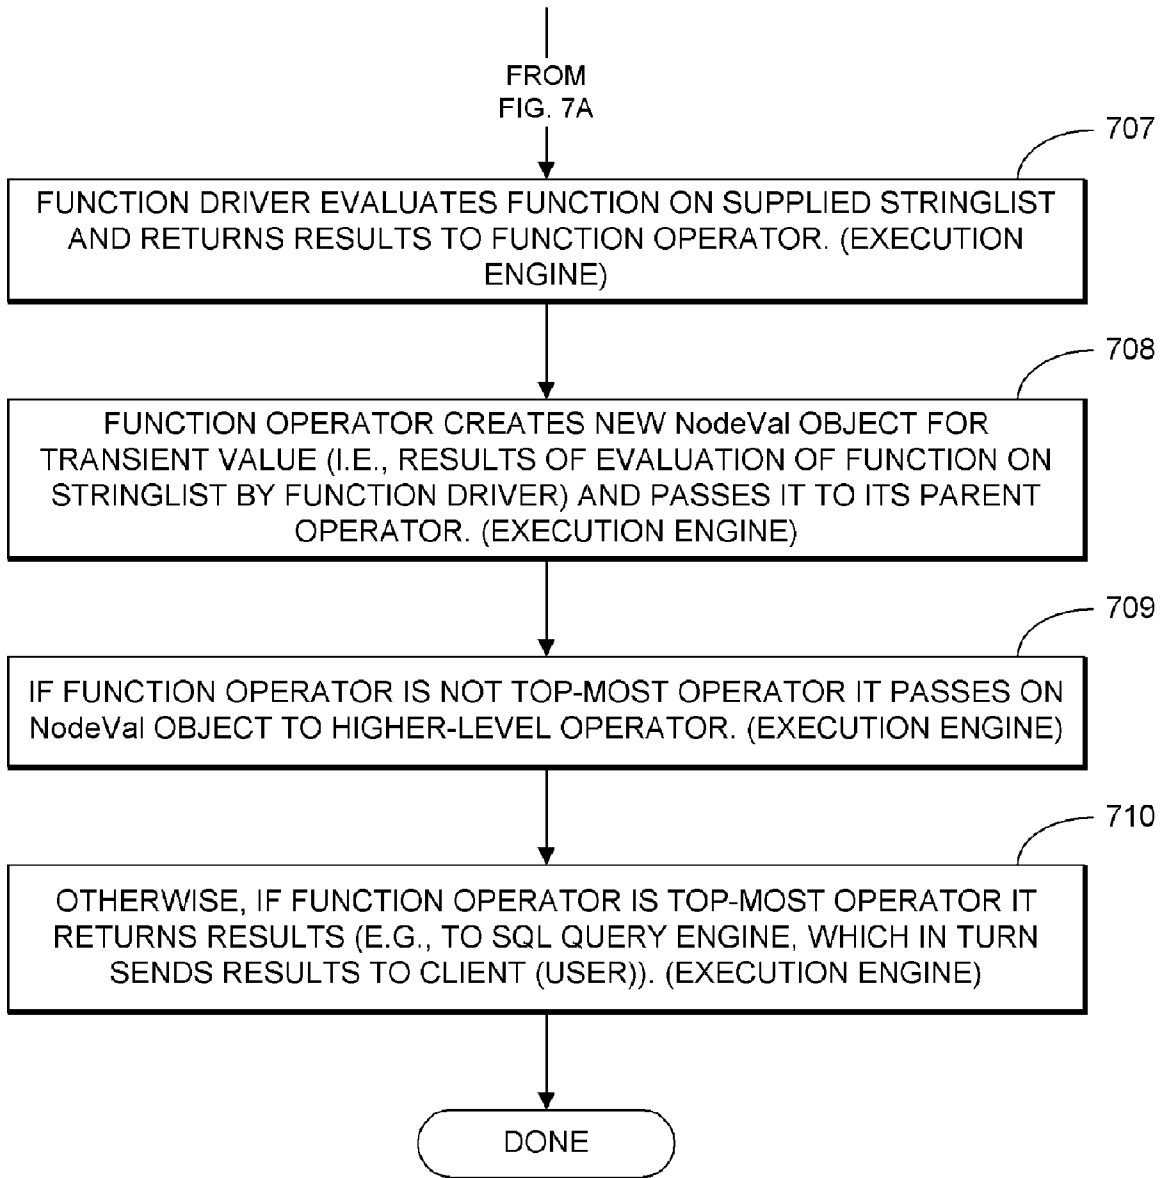 FROM
FIG. 7A
707
FUNCTION DRIVER EVALUATES FUNCTION ON SUPPLIED STRINGLIST
AND RETURNS RESULTS TO FUNCTION OPERATOR. (EXECUTION
ENGINE)
708
FUNCTION OPERATOR CREATES NEW NodeVal OBJECT FOR
TRANSIENT VALUE (I.E., RESULTS OF EVALUATION OF FUNCTION ON
STRINGLIST BY FUNCTION DRIVER) AND PASSES IT TO ITS PARENT
OPERATOR. (EXECUTION ENGINE)
709
IF FUNCTION OPERATOR IS NOT TOP-MOST OPERATOR IT PASSES ON
NodeVal OBJECT TO HIGHER-LEVEL OPERATOR. (EXECUTION ENGINE)
710
OTHERWISE, IF FUNCTION OPERATOR IS TOP-MOST OPERATOR IT
RETURNS RESULTS (E.G., TO SQL QUERY ENGINE, WHICH IN TURN
SENDS RESULTS TO CLIENT (USER)). (EXECUTION ENGINE)
DONE